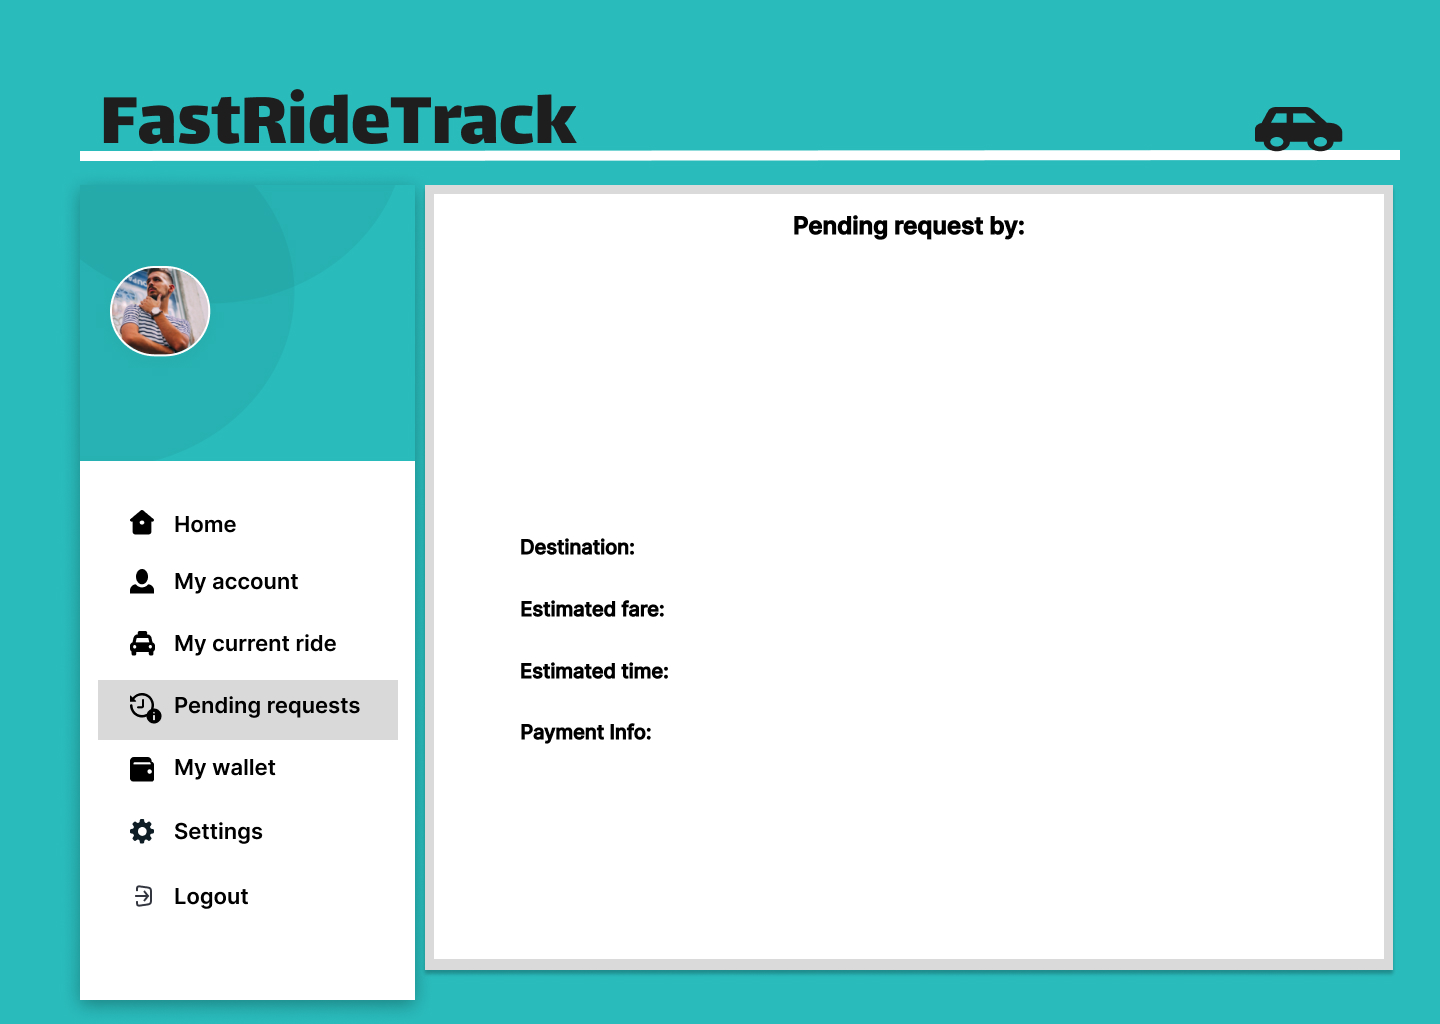 FastRideTrack
Pending request by:
Home
My account
My current ride
Pending requests
My wallet
Settings
Logout
Destination:
Estimated fare:
Estimated time:
Payment Info: